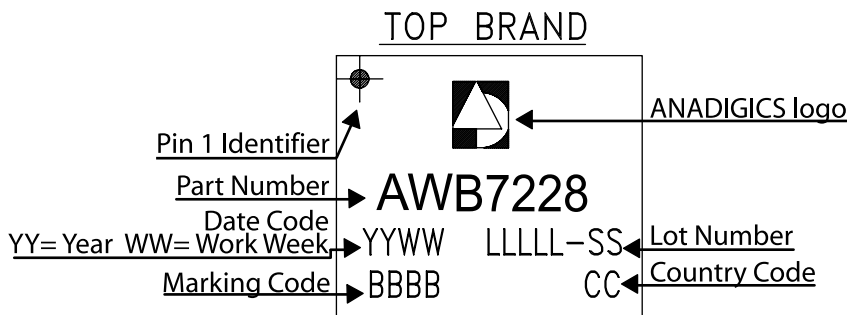 TOP BRAND
ANADIGICS logo
Pin 1 Identifier
Part Number
AWB7228
Date Code
YY= Year WW= Work Week
YYWW
LLLLL-SS
Lot Number
Marking Code
BBBB
CC
Country Code